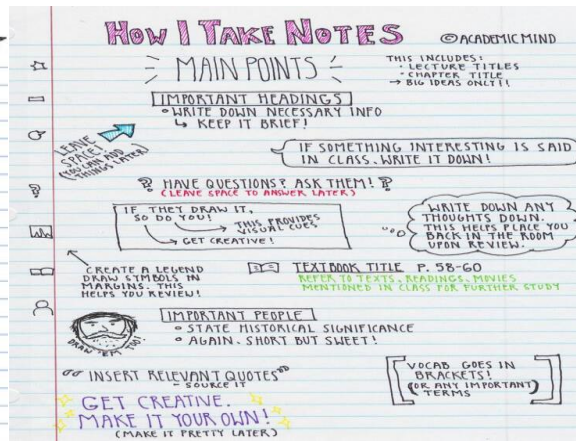 HOW I TAKE NOTES
© ACADEMIC MIND
MAIN POINTS
THIS INCLUDES:
• LECTURE TITLES
• CHAPTER TITLE
→ BIG IDEAS ONLY!!
IMPORTANT HEADINGS
• WRITE DOWN NECESSARY INFO
↳ KEEP IT BRIEF!
LEAVE
SPACE!
(YOU CAN ADD
THINGS LATER)
IF SOMETHING INTERESTING IS SAID
IN CLASS, WRITE IT DOWN!
? HAVE QUESTIONS? ASK THEM! ?
(LEAVE SPACE TO ANSWER LATER)
IF THEY DRAW IT,
SO DO YOU!
THIS PROVIDES
VISUAL CUES
GET CREATIVE!
WRITE DOWN ANY
THOUGHTS DOWN.
THIS HELPS PLACE YOU
BACK IN THE ROOM
UPON REVIEW.
CREATE A LEGEND
DRAW SYMBOLS IN
MARGINS. THIS
HELPS YOU REVIEW!
TEXTBOOK TITLE P. 58-60
REFER TO TEXTS, READINGS, MOVIES
MENTIONED IN CLASS FOR FURTHER STUDY
IMPORTANT PEOPLE
• STATE HISTORICAL SIGNIFICANCE
• AGAIN. SHORT BUT SWEET!
DRAW 'EM TOO!
"INSERT RELEVANT QUOTES"
- SOURCE IT
[VOCAB GOES IN
BRACKETS!
(OR ANY IMPORTANT)
TERMS]
GET CREATIVE.
MAKE IT YOUR OWN!
(MAKE IT PRETTY LATER)